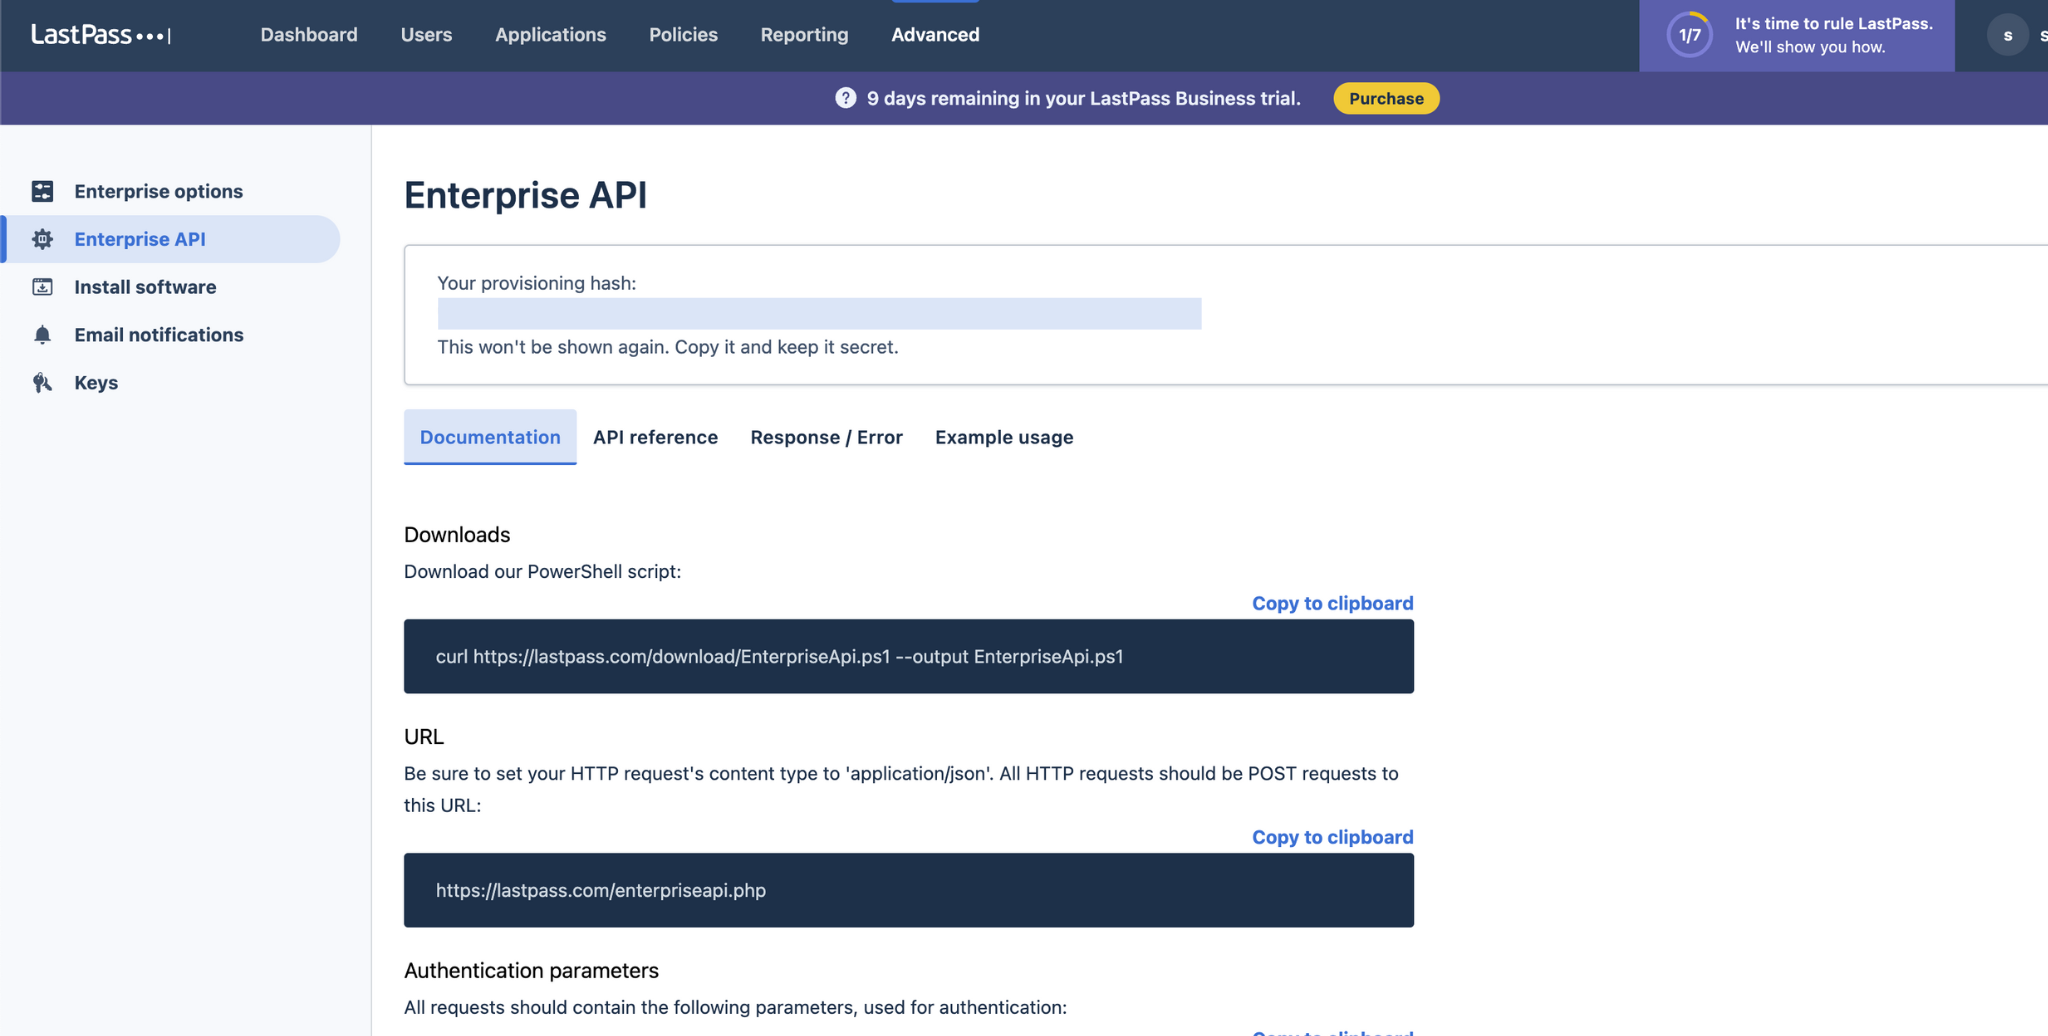 LastPass
Dashboard
Users
Applications
Policies
Reporting
Advanced
1/7
It's time to rule LastPass.
We'll show you how.
s
s
? 9 days remaining in your LastPass Business trial.
Purchase
Enterprise options
Enterprise API
Install software
Email notifications
Keys
Enterprise API
Your provisioning hash:
This won't be shown again. Copy it and keep it secret.
Documentation
API reference
Response / Error
Example usage
Downloads
Download our PowerShell script:
Copy to clipboard
curl https://lastpass.com/download/EnterpriseApi.ps1 --output EnterpriseApi.ps1
URL
Be sure to set your HTTP request's content type to 'application/json'. All HTTP requests should be POST requests to
this URL:
Copy to clipboard
https://lastpass.com/enterpriseapi.php
Authentication parameters
All requests should contain the following parameters, used for authentication: